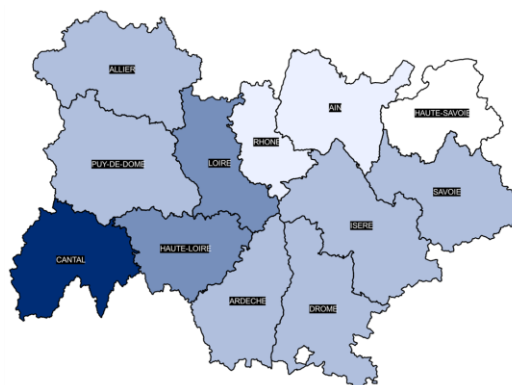 ALLIER
AIN
HAUTE-SAVOIE
RHONE
LOIRE
PUY-DE-DOME
SAVOIE
ISERE
HAUTE-LOIRE
CANTAL
ARDECHE
DROME